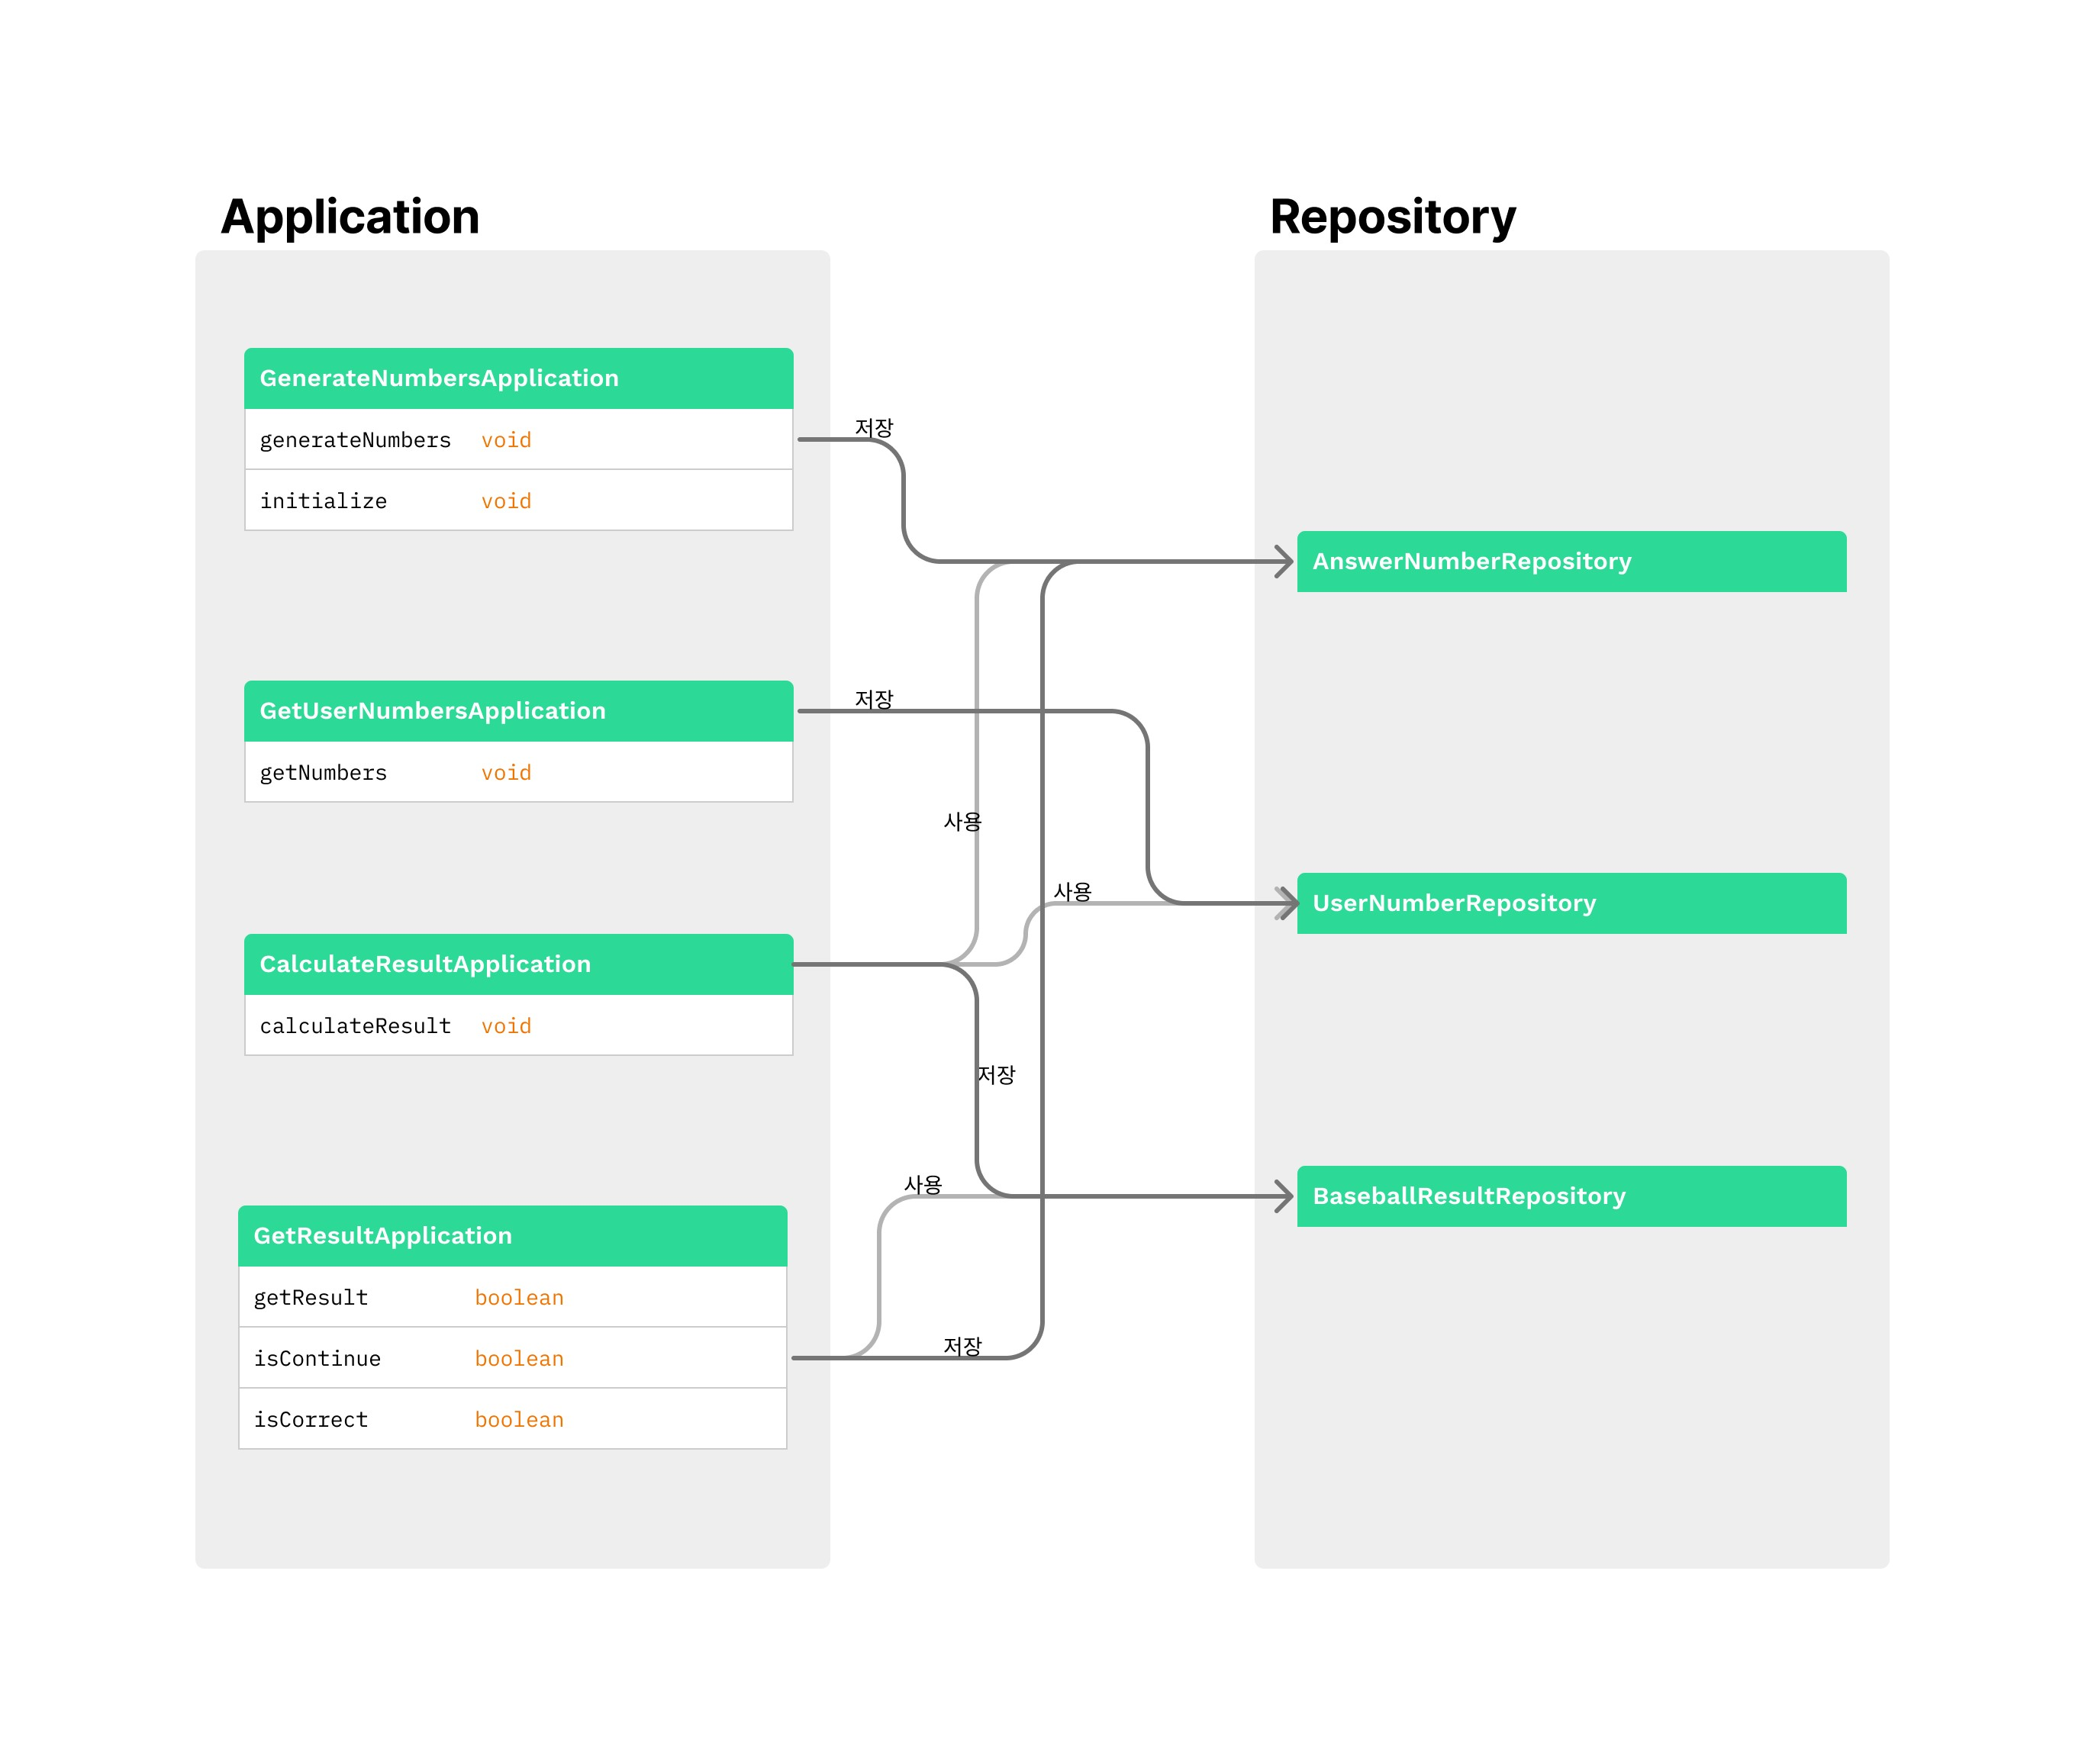 Application
GenerateNumbersApplication
generateNumbers void
initialize void
GetUserNumbersApplication
getNumbers void
CalculateResultApplication
calculateResult void
GetResultApplication
getResult boolean
isContinue boolean
isCorrect boolean
저장
저장
사용
사용
저장
사용
저장
Repository
AnswerNumberRepository
UserNumberRepository
BaseballResultRepository